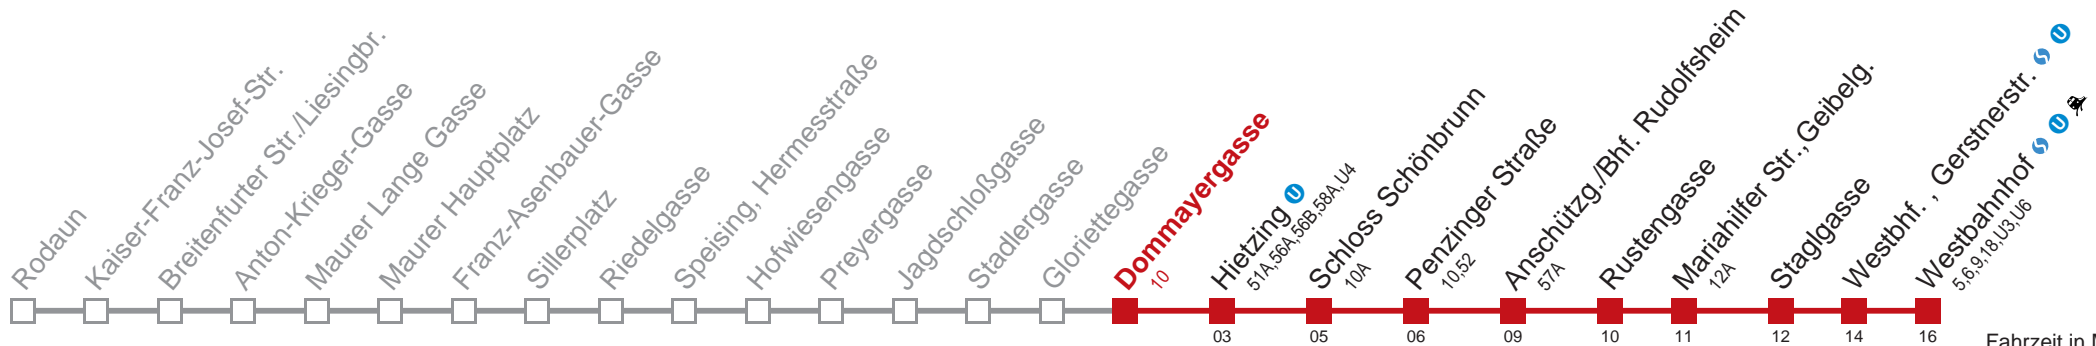 Rodaun
Kaiser-Franz-Josef-Str.
Breitenfurter Str./Liesingbr.
Anton-Krieger-Gasse
Maurer Lange Gasse
Maurer Hauptplatz
Franz-Asenbauer-Gasse
Sillerplatz
Riedelgasse
Speising, Hermesstraße
Hofwiesengasse
Preyergasse
Jagdschloßgasse
Stadlergasse
Gloriettegasse
Dommayergasse
10
Hietzing U
51A,56A,56B,58A,U4
03
Schloss Schönbrunn
10A
05
Penzinger Straße
10,52
06
Anschützg./Bhf. Rudolfsheim
57A
09
Rustengasse
10
Mariahilfer Str.,Geibelg.
12A
11
Staglgasse
12
Westbhf. , Gerstnerstr. S U
14
Westbahnhof S U
5,6,9,18,U3,U6
16
Fahrzeit in